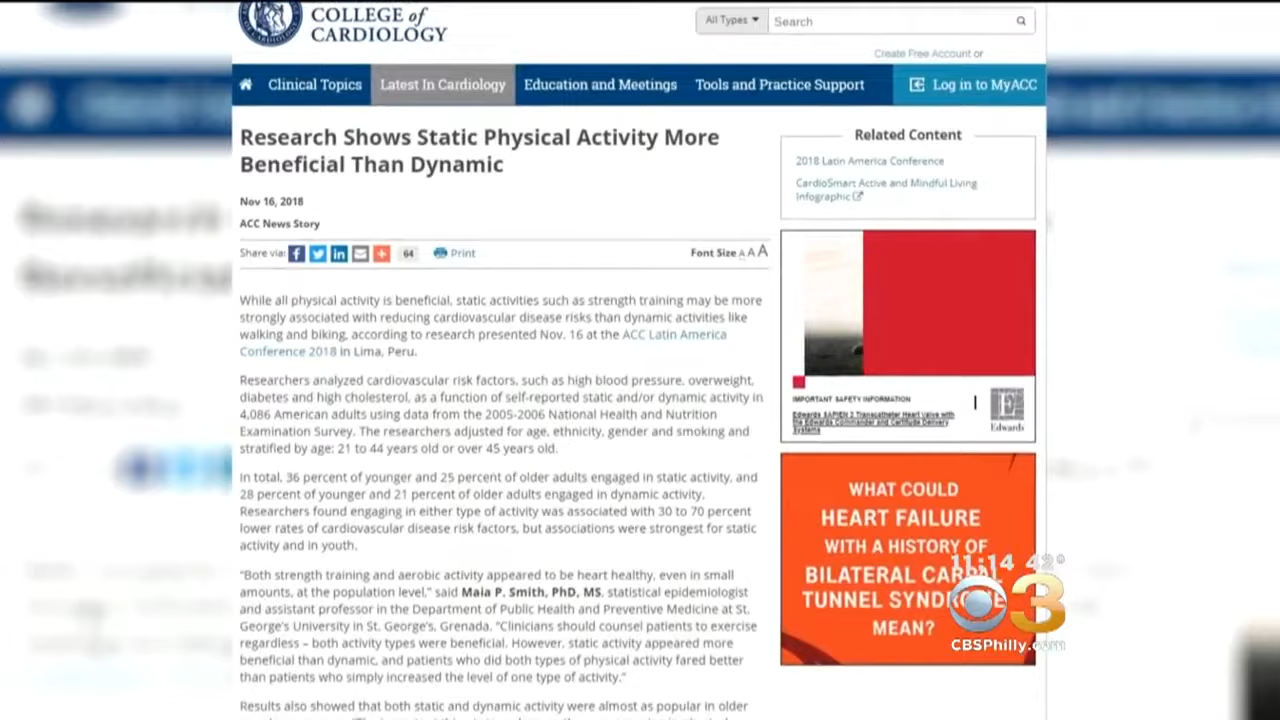 COLLEGE of
CARDIOLOGY
All Types
Search
Create Free Account or
Clinical Topics
Latest In Cardiology
Education and Meetings
Tools and Practice Support
Log in to MyACC
Research Shows Static Physical Activity More
Beneficial Than Dynamic
Nov 16, 2018
ACC News Story
Share via:
64
Print
Font Size A A A
While all physical activity is beneficial, static activities such as strength training may be more
strongly associated with reducing cardiovascular disease risks than dynamic activities like
walking and biking, according to research presented Nov. 16 at the ACC Latin America
Conference 2018 in Lima, Peru.
Researchers analyzed cardiovascular risk factors, such as high blood pressure, overweight,
diabetes and high cholesterol, as a function of self-reported static and/or dynamic activity in
4,086 American adults using data from the 2005-2006 National Health and Nutrition
Examination Survey. The researchers adjusted for age, ethnicity, gender and smoking and
stratified by age: 21 to 44 years old or over 45 years old.
In total, 36 percent of younger and 25 percent of older adults engaged in static activity, and
28 percent of younger and 21 percent of older adults engaged in dynamic activity.
Researchers found engaging in either type of activity was associated with 30 to 70 percent
lower rates of cardiovascular disease risk factors, but associations were strongest for static
activity and in youth.
"Both strength training and aerobic activity appeared to be heart healthy, even in small
amounts, at the population level," said Maia P. Smith, PhD, MS, statistical epidemiologist
and assistant professor in the Department of Public Health and Preventive Medicine at St.
George's University in St. George's, Grenada. "Clinicians should counsel patients to exercise
regardless – both activity types were beneficial. However, static activity appeared more
beneficial than dynamic, and patients who did both types of physical activity fared better
than patients who simply increased the level of one type of activity."
Results also showed that both static and dynamic activity were almost as popular in older
Related Content
2018 Latin America Conference
CardioSmart Active and Mindful Living
Infographic
IMPORTANT SAFETY INFORMATION
Edwards SAPIEN 3 Transcatheter Heart Valve with
the Edwards Commander and Certitude Delivery
Systems
E
Edwards
WHAT COULD
HEART FAILURE
WITH A HISTORY OF
BILATERAL CARPAL
TUNNEL SYNDROME
MEAN?
11:14 42°
3
CBSPhilly.com